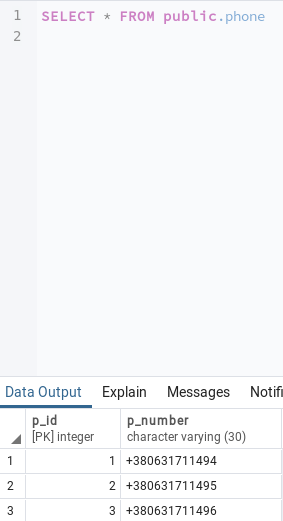 1 SELECT * FROM public.phone
2
Data Output Explain Messages Notifi
p_id p_number
[PK] integer character varying (30)
1 1 +380631711494
2 2 +380631711495
3 3 +380631711496